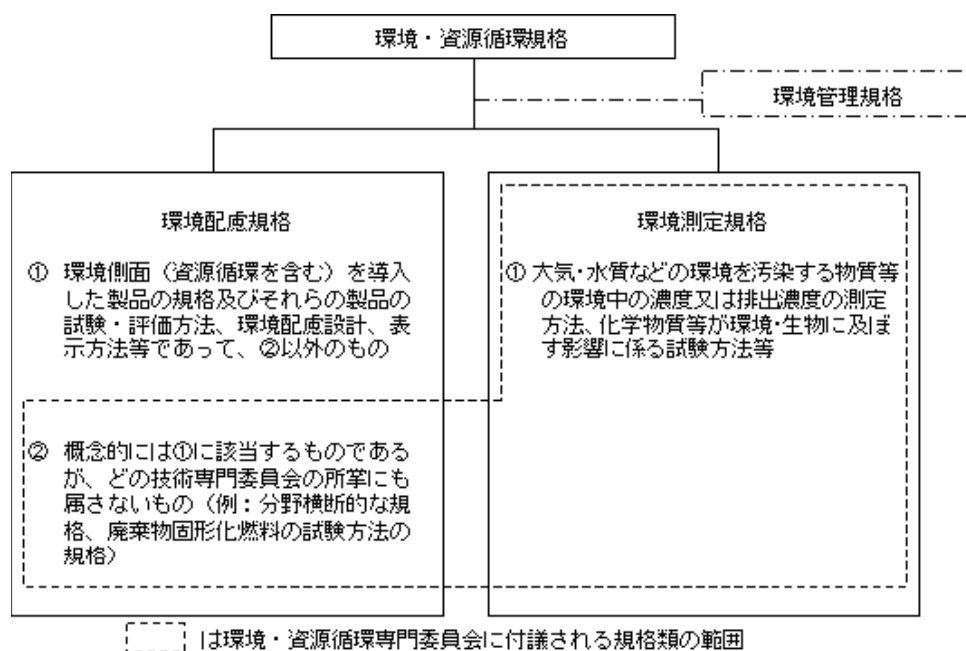 環境・資源循環規格
環境管理規格
環境配慮規格
① 環境側面（資源循環を含む）を導入
した製品の規格及びそれらの製品の
試験・評価方法、環境配慮設計、表
示方法等であって、②以外のもの
② 概念的には①に該当するものである
が、どの技術専門委員会の所掌にも
属さないもの（例：分野横断的な規
格、廃棄物固形化燃料の試験方法の
規格）
環境測定規格
① 大気・水質などの環境を汚染する物質等
の環境中の濃度又は排出濃度の測定
方法、化学物質等が環境・生物に及ぼ
す影響に係る試験方法等
は環境・資源循環専門委員会に付議される規格類の範囲